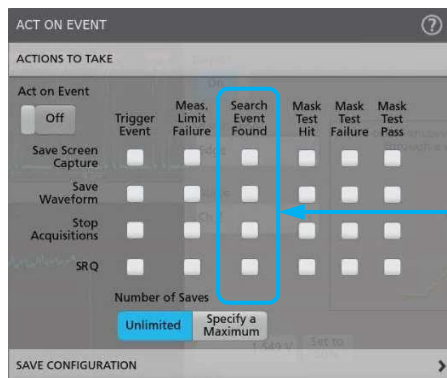 ACT ON EVENT ?
ACTIONS TO TAKE
Act on Event
Off
Trigger Event
Meas. Limit Failure
Search Event Found
Mask Test Hit
Mask Test Failure
Mask Test Pass
Save Screen Capture
Save Waveform
Stop Acquisitions
SRQ
Number of Saves
Unlimited
Specify a Maximum
Set to
SAVE CONFIGURATION